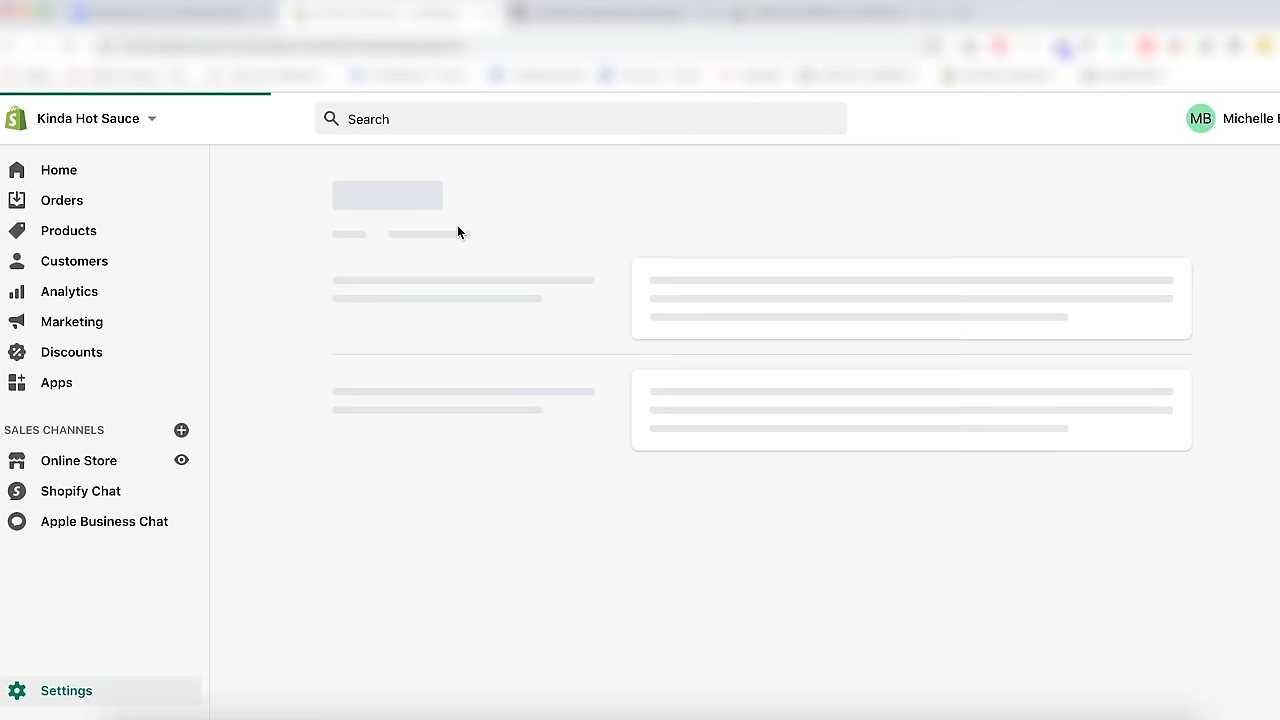 Kinda Hot Sauce
Search
MB
Michelle
Home
Orders
Products
Customers
Analytics
Marketing
Discounts
Apps
SALES CHANNELS
Online Store
Shopify Chat
Apple Business Chat
Settings